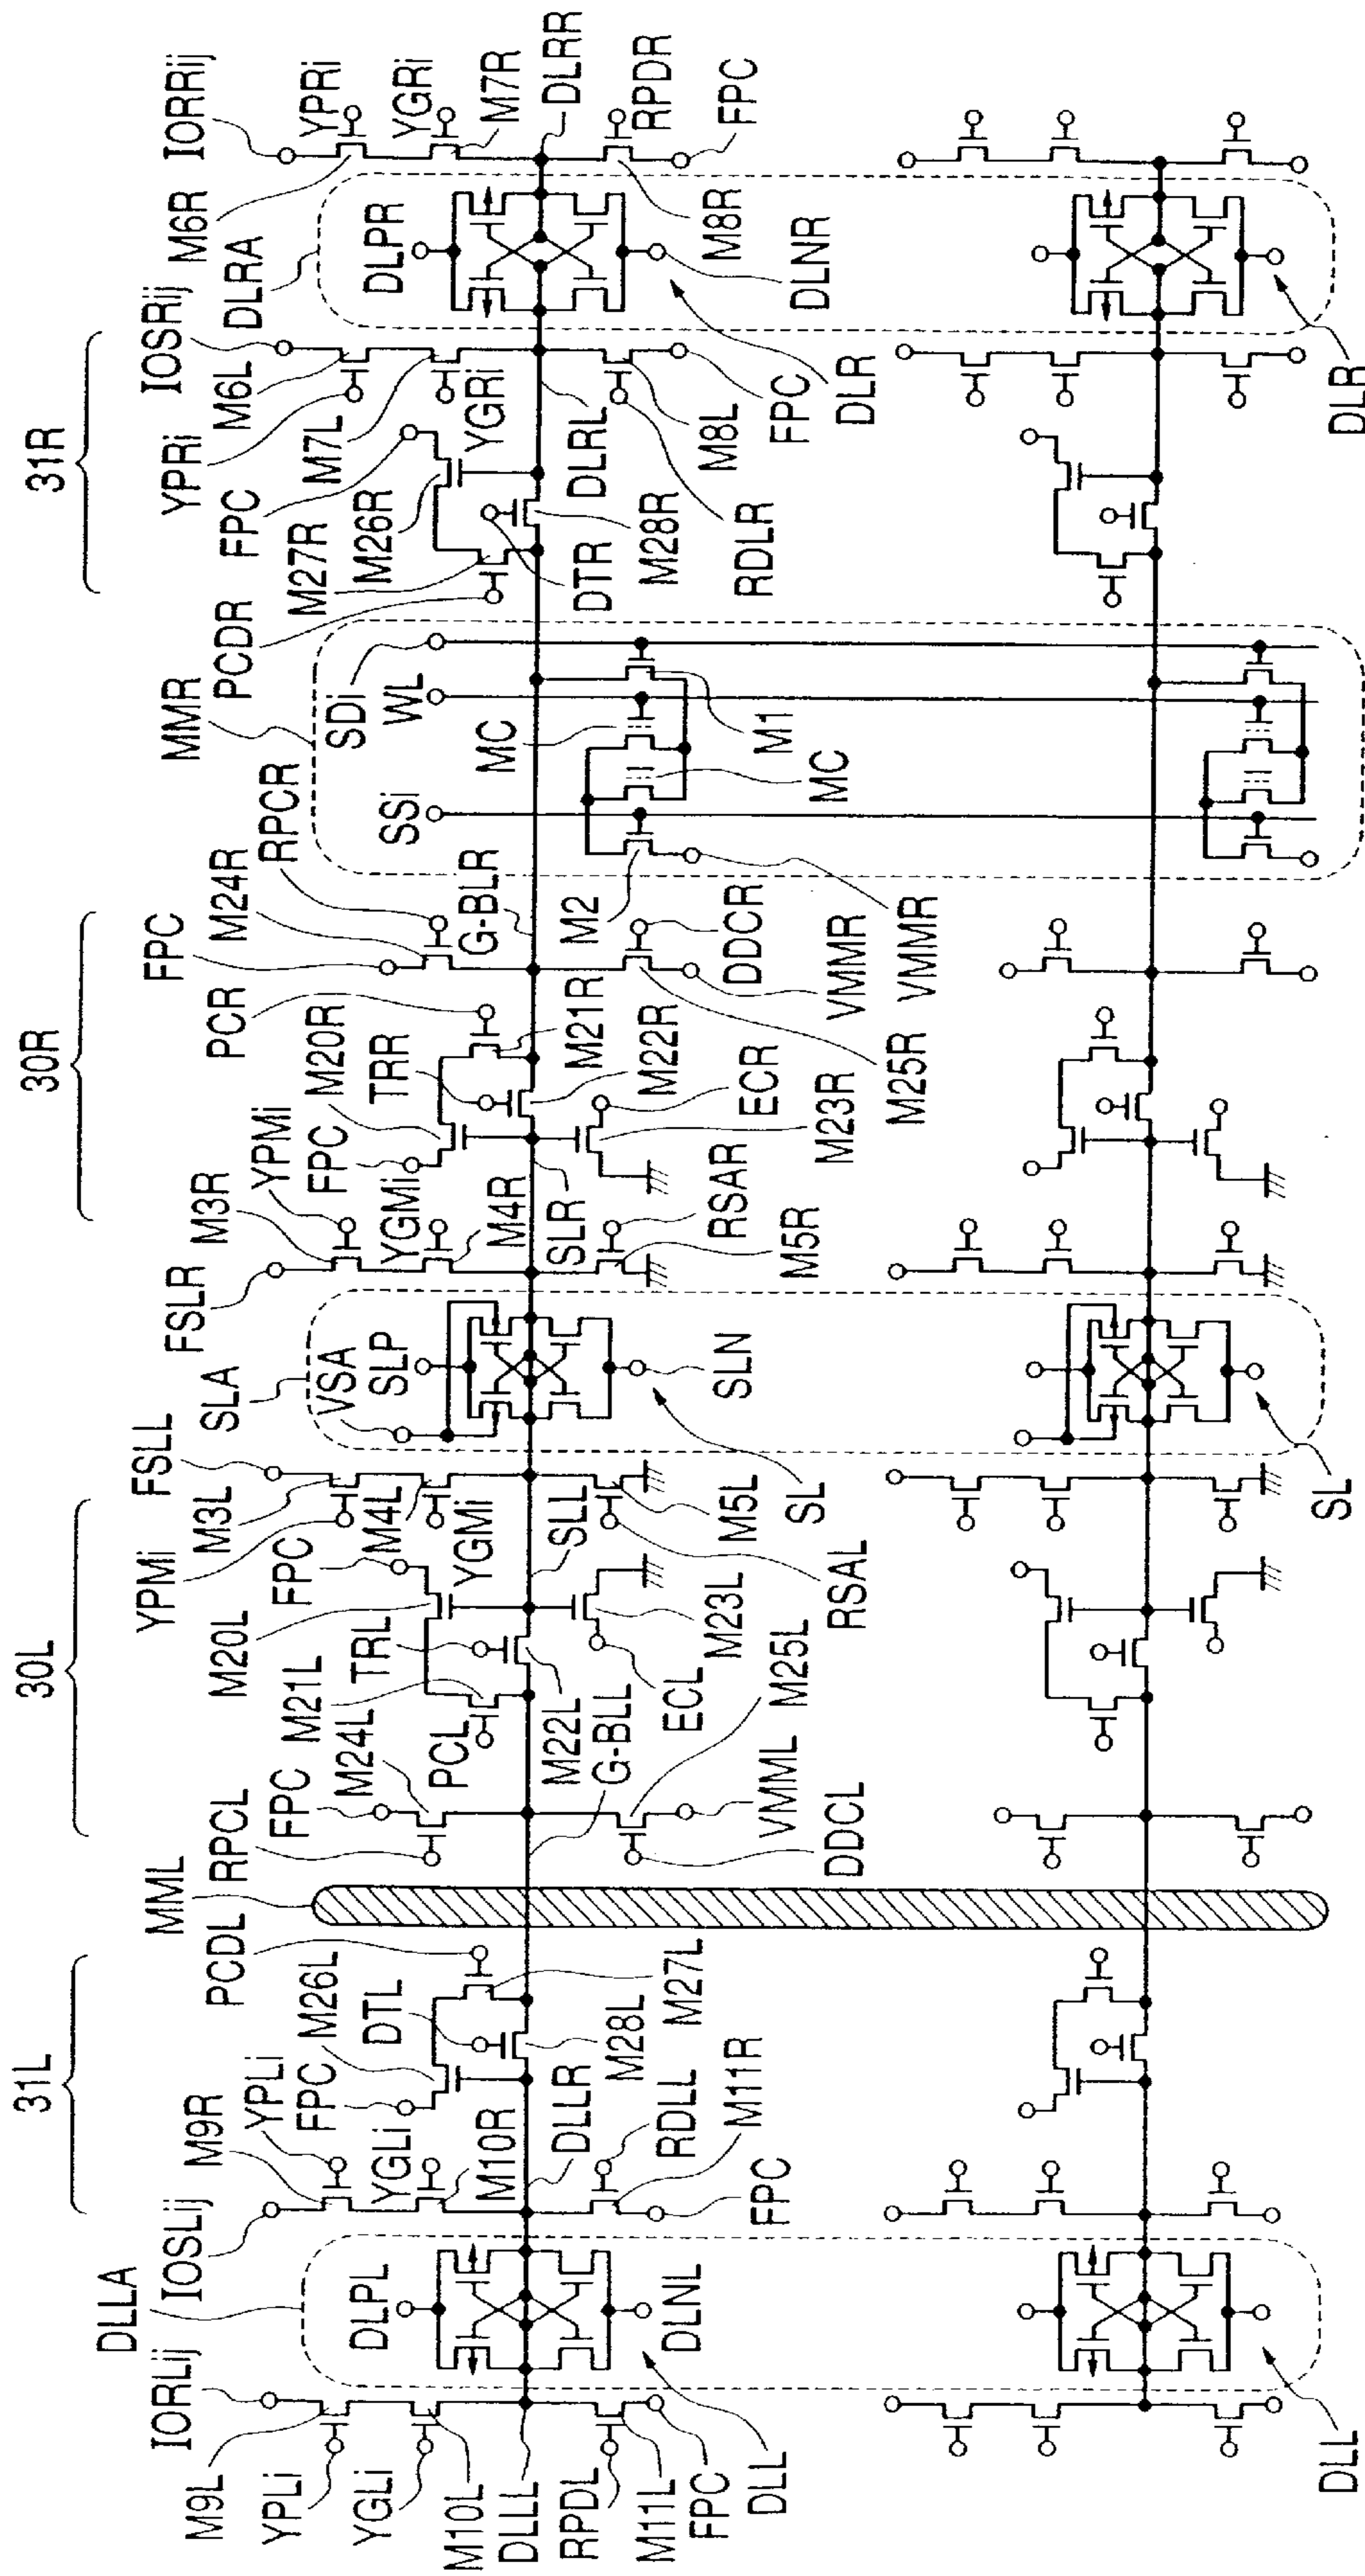 31L
30L
30R
31R
DLLA
IORLij
M9L
YPLi
YGLi
M10L
DLLL
RPDL
M11L
FPC
DLL
DLPL
DLNL
IOSLij
M9R
YPLi
YGLi
M10R
DLLR
RDLL
M11R
FPC
FPC
M26L
DTL
PCDL
M27L
M28L
MML
RPCL
FPC
M24L
M21L
PCL
M22L
G-BLL
DDCL
VMML
M25L
TRL
M20L
FPC
ECL
M23L
SLL
YPMi
M3L
FSLL
M4L
YGMi
M5L
RSAL
SL
SLA
VSA
SLP
SLN
FSLR
M3R
YPMi
YGMi
M4R
SLR
RSAR
M5R
FPC
M20R
TRR
PCR
M21R
M22R
ECR
M23R
FPC
M24R
RPCR
G-BLR
DDCR
VMMR
M25R
MMR
SSi
WL
SDi
MC
MC
M1
M2
VMMR
PCDR
M27R
FPC
M26R
DTR
M28R
YPRi
M6L
IOSRij
M7L
YGRi
DLRL
RDLR
M8L
FPC
DLR
DLRA
DLPR
DLNR
M6R
IORRij
YPRi
YGRi
M7R
DLRR
RPDR
M8R
FPC
DLL
SL
DLR